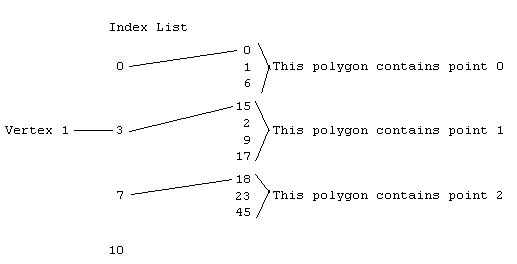 Index List
0
0
1
6
This polygon contains point 0
Vertex 1
3
15
2
9
17
This polygon contains point 1
7
18
23
45
This polygon contains point 2
10